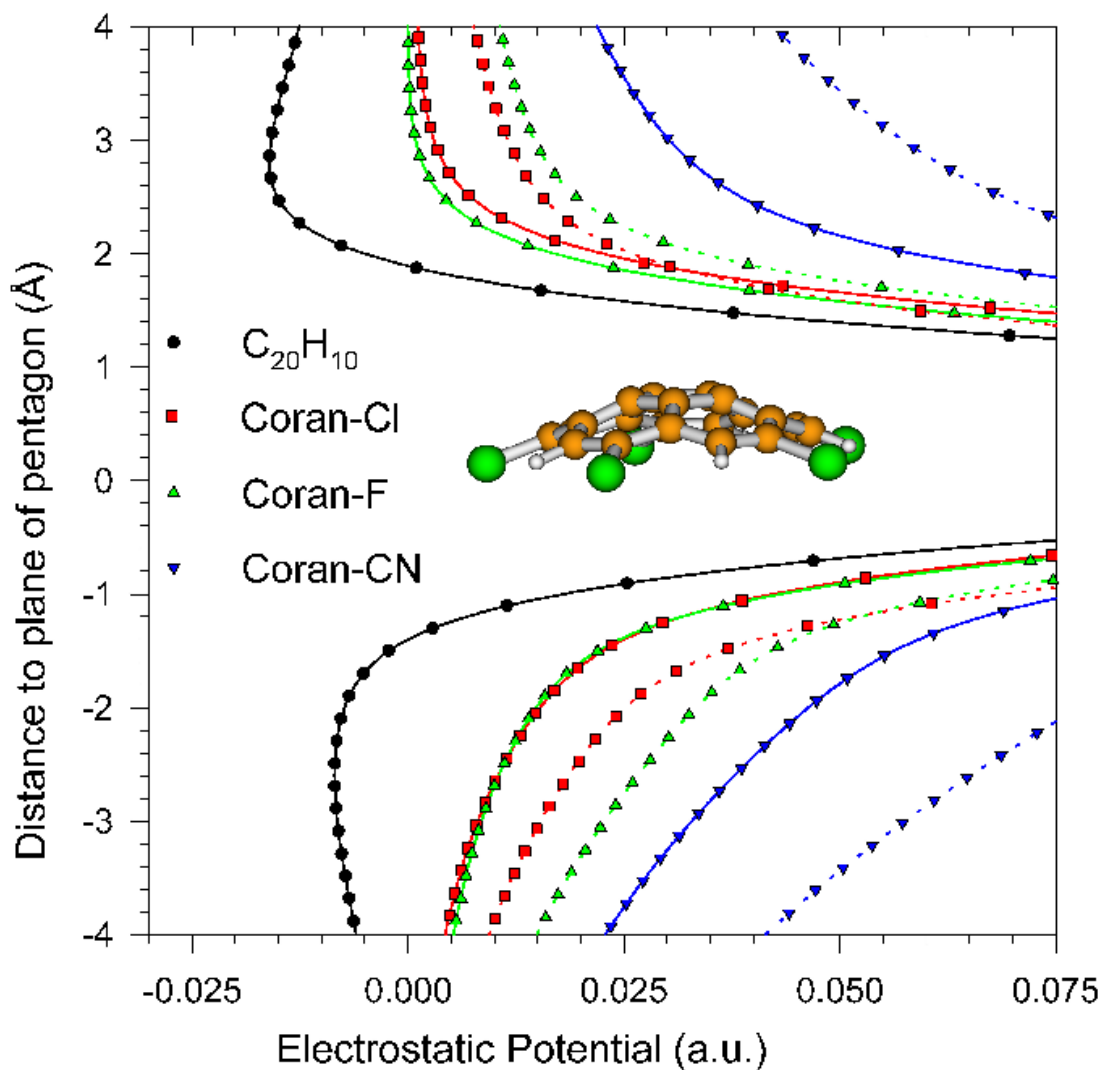 4
3
2
1
0
-1
-2
-3
-4
Distance to plane of pentagon (Å)
C₂₀H₁₀
Coran-Cl
Coran-F
Coran-CN
-0.025 0.000 0.025 0.050 0.075
Electrostatic Potential (a.u.)